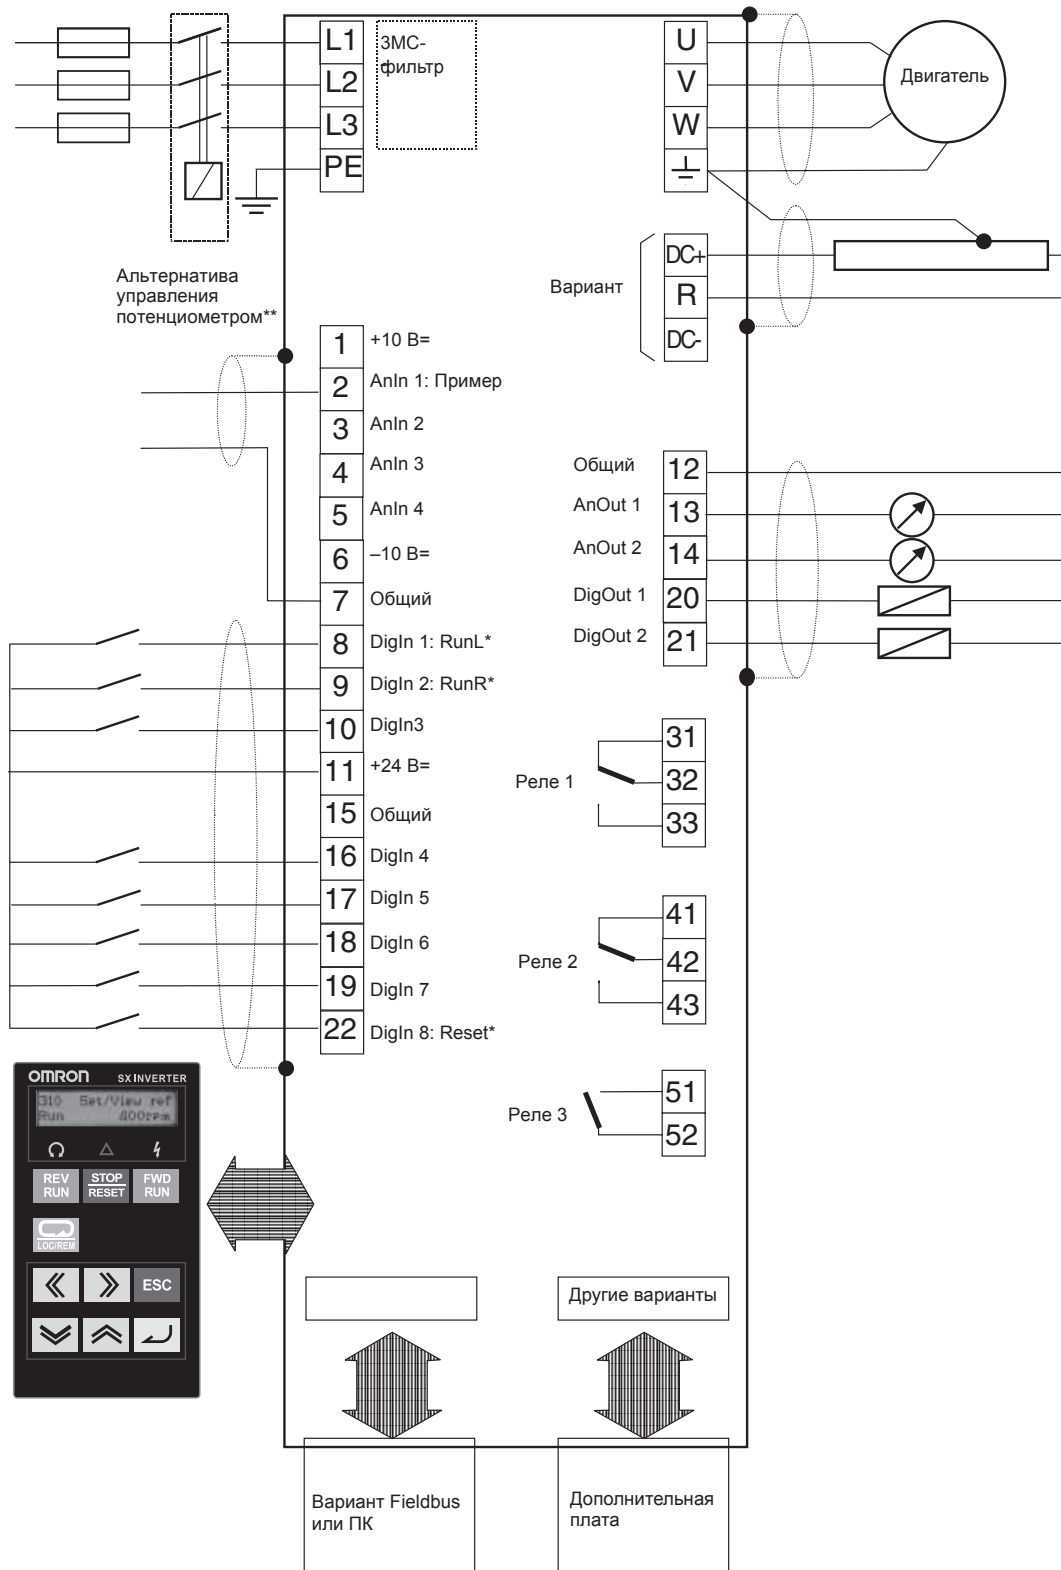 L1
L2
L3
PE
ЗМС-
фильтр
U
V
W
Двигатель
Альтернатива
управления
потенциометром**
Вариант
DC+
R
DC-
1 +10 В=
2 AnIn 1: Пример
3 AnIn 2
4 AnIn 3
5 AnIn 4
6 –10 В=
7 Общий
8 DigIn 1: RunL*
9 DigIn 2: RunR*
10 DigIn3
11 +24 В=
15 Общий
16 DigIn 4
17 DigIn 5
18 DigIn 6
19 DigIn 7
22 DigIn 8: Reset*
Общий 12
AnOut 1 13
AnOut 2 14
DigOut 1 20
DigOut 2 21
Реле 1
31
32
33
Реле 2
41
42
43
Реле 3
51
52
OMRON SX INVERTER
310 Set/View ref
Run 400rpm
REV
RUN
STOP
RESET
FWD
RUN
LOC/REM
ESC
Другие варианты
Вариант Fieldbus
или ПК
Дополнительная
плата